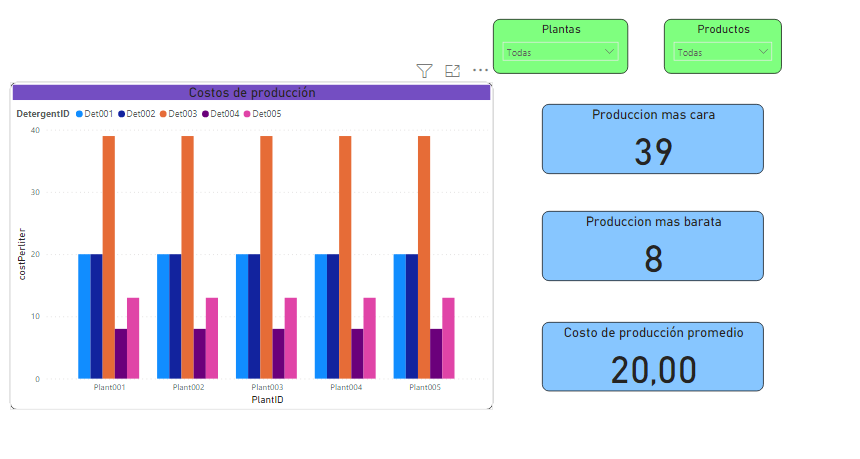 Plantas
Todas
Productos
Todas
Costos de producción
DetergentID Det001 Det002 Det003 Det004 Det005
40
30
20
10
0
costPerliter
Plant001 Plant002 Plant003 Plant004 Plant005
PlantID
Produccion mas cara
39
Produccion mas barata
8
Costo de producción promedio
20,00